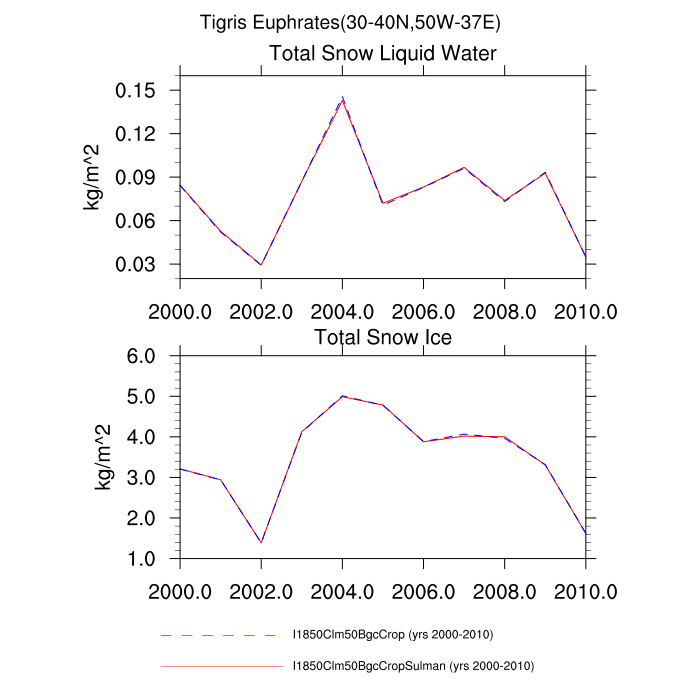 Tigris Euphrates(30-40N,50W-37E)
Total Snow Liquid Water
0.15
0.12
0.09
0.06
0.03
kg/m^2
2000.0 2002.0 2004.0 2006.0 2008.0 2010.0
Total Snow Ice
6.0
5.0
4.0
3.0
2.0
1.0
kg/m^2
2000.0 2002.0 2004.0 2006.0 2008.0 2010.0
I1850Clm50BgcCrop (yrs 2000-2010)
I1850Clm50BgcCropSulman (yrs 2000-2010)